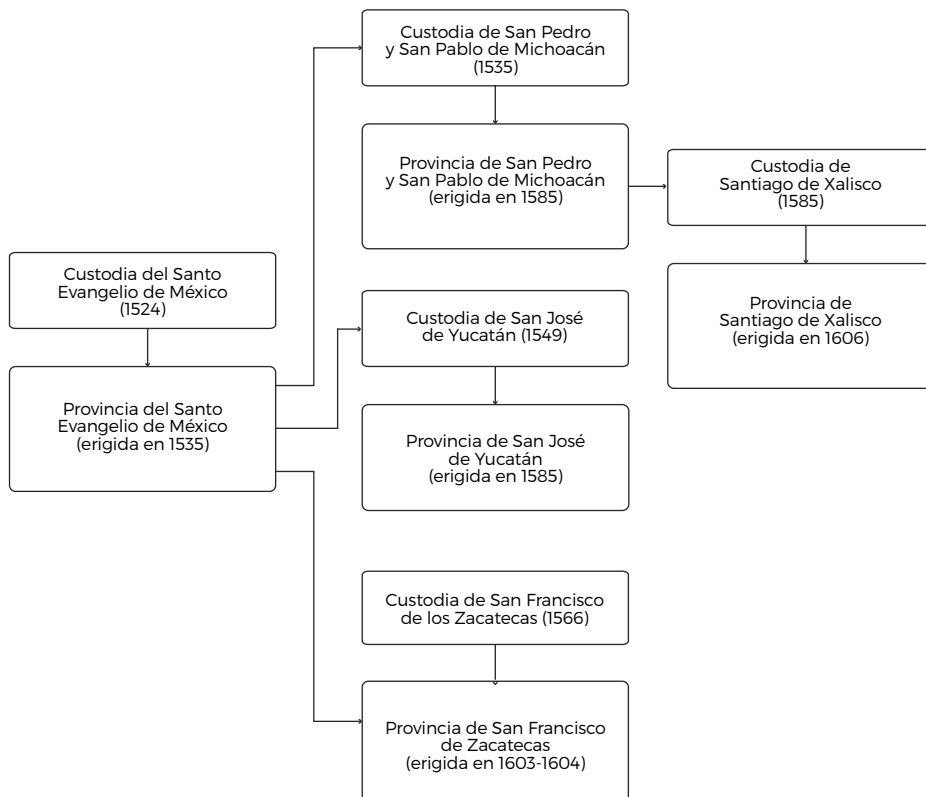 Custodia de San Pedro
y San Pablo de Michoacán
(1535)
Provincia de San Pedro
y San Pablo de Michoacán
(erigida en 1585)
Custodia de
Santiago de Xalisco
(1585)
Custodia del Santo
Evangelio de México
(1524)
Custodia de San José
de Yucatán (1549)
Provincia de
Santiago de Xalisco
(erigida en 1606)
Provincia del Santo
Evangelio de México
(erigida en 1535)
Provincia de San José
de Yucatán
(erigida en 1585)
Custodia de San Francisco
de los Zacatecas (1566)
Provincia de San Francisco
de Zacatecas
(erigida en 1603-1604)